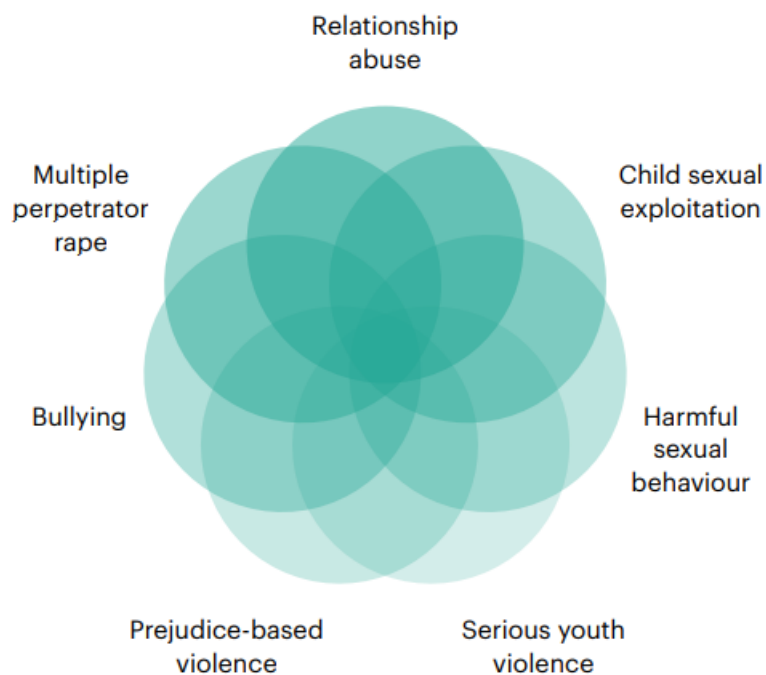 Relationship
abuse
Multiple
perpetrator
rape
Child sexual
exploitation
Bullying
Harmful
sexual
behaviour
Prejudice-based
violence
Serious youth
violence